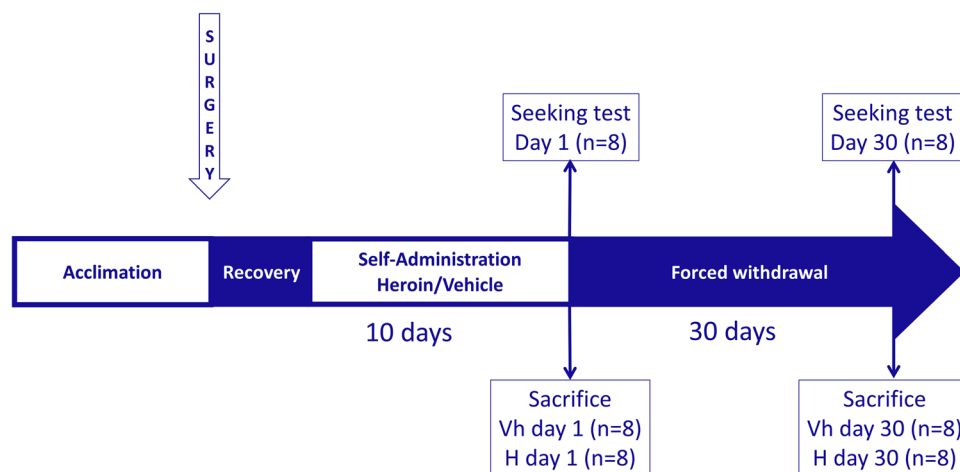 SURGERY
Seeking test
Day 1 (n=8)
Seeking test
Day 30 (n=8)
Acclimation
Recovery
Self-Administration
Heroin/Vehicle
Forced withdrawal
10 days
30 days
Sacrifice
Vh day 1 (n=8)
H day 1 (n=8)
Sacrifice
Vh day 30 (n=8)
H day 30 (n=8)